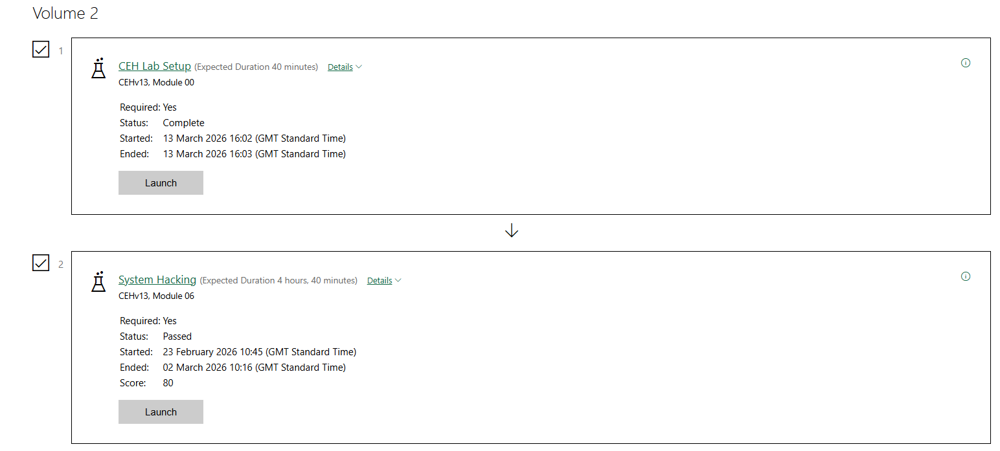 Volume 2
1
CEH Lab Setup (Expected Duration 40 minutes) Details
CEHv13, Module 00
Required: Yes
Status: Complete
Started: 13 March 2026 16:02 (GMT Standard Time)
Ended: 13 March 2026 16:03 (GMT Standard Time)
Launch
2
System Hacking (Expected Duration 4 hours, 40 minutes) Details
CEHv13, Module 06
Required: Yes
Status: Passed
Started: 23 February 2026 10:45 (GMT Standard Time)
Ended: 02 March 2026 10:16 (GMT Standard Time)
Score: 80
Launch